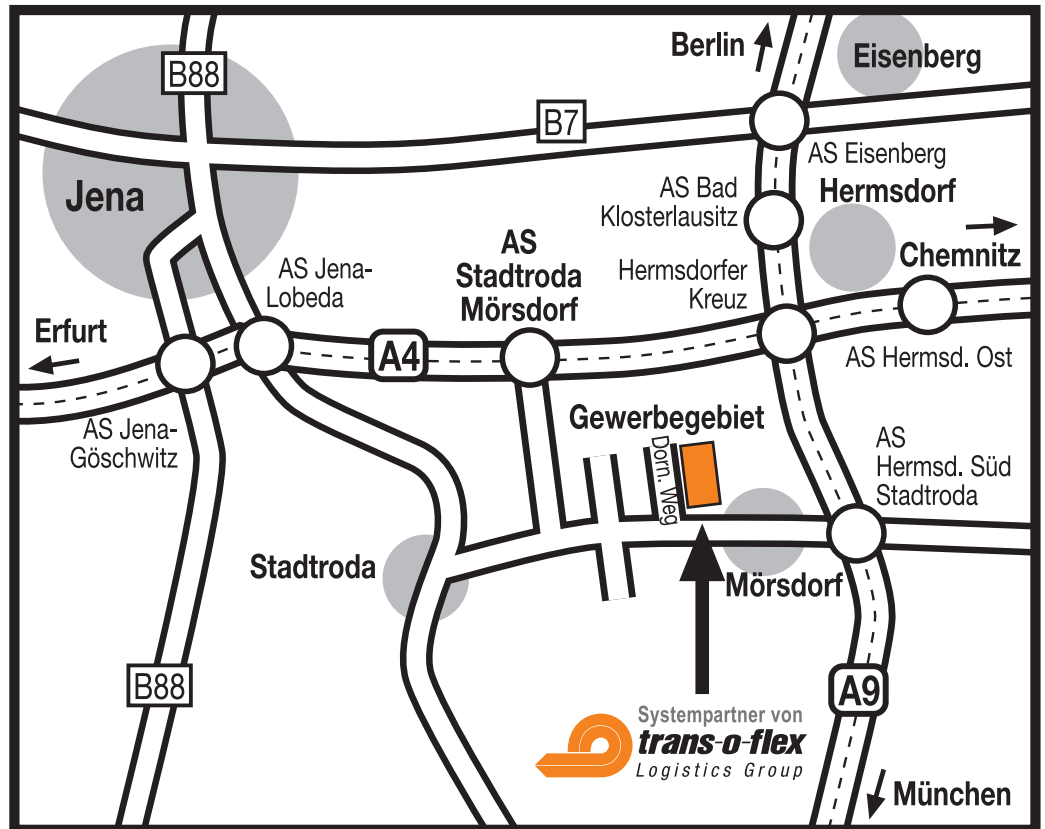 Berlin
Eisenberg
B88
B7
AS Eisenberg
Jena
AS Bad
Klosterlausitz
Hermsdorf
AS
Stadtroda
Mörsdorf
Chemnitz
AS Jena-
Lobeda
Hermsdorfer
Kreuz
Erfurt
A4
AS Hermsd. Ost
AS Jena-
Göschwitz
Gewerbegebiet
Dorn. Weg
AS
Hermsd. Süd
Stadtroda
Stadtroda
Mörsdorf
B88
A9
Systempartner von
trans-o-flex
Logistics Group
München